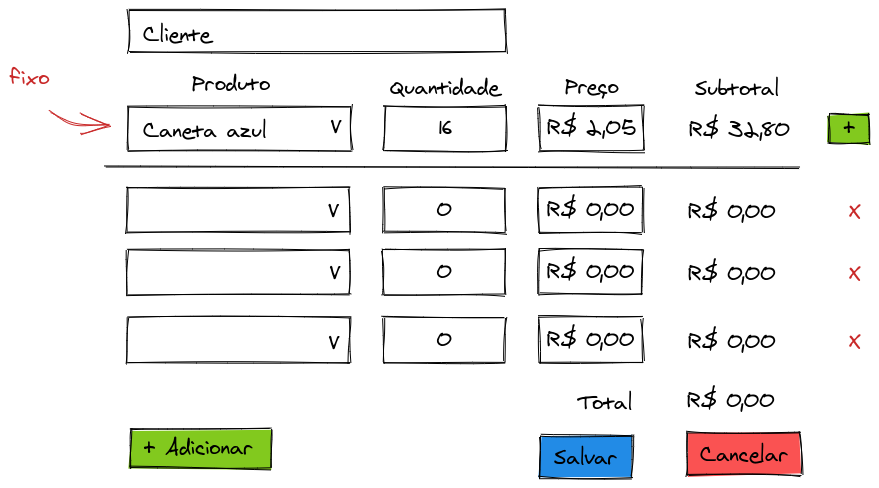 Cliente
fixo
Produto Quantidade Preço Subtotal
Caneta azul V 16 R$ 2,05 R$ 32,80 +
V 0 R$ 0,00 R$ 0,00 x
V 0 R$ 0,00 R$ 0,00 x
V 0 R$ 0,00 R$ 0,00 x
Total R$ 0,00
+ Adicionar Salvar Cancelar